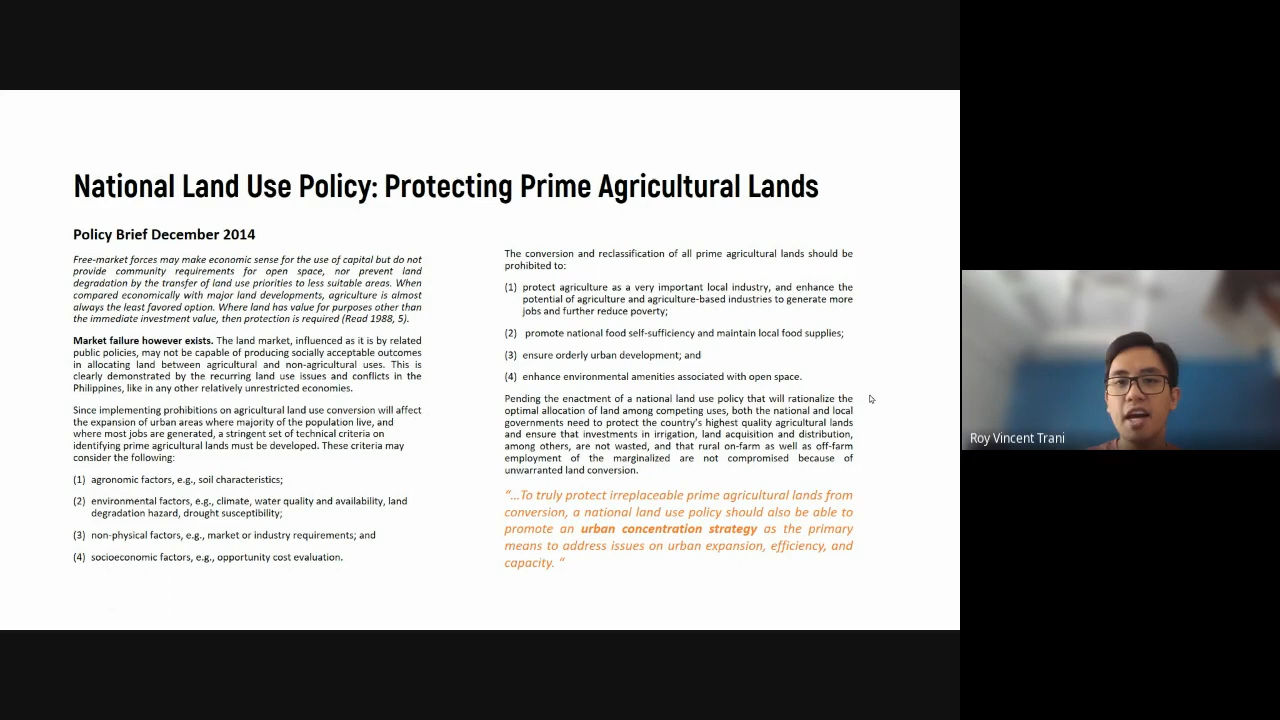 National Land Use Policy: Protecting Prime Agricultural Lands
Policy Brief December 2014
Free-market forces may make economic sense for the use of capital but do not
provide community requirements for open space, nor prevent land
degradation by the transfer of land use priorities to less suitable areas. When
compared economically with major land developments, agriculture is almost
always the least favored option. Where land has value for purposes other than
the immediate investment value, then protection is required (Read 1988, 5).
Market failure however exists. The land market, influenced as it is by related
public policies, may not be capable of producing socially acceptable outcomes
in allocating land between agricultural and non-agricultural uses. This is
clearly demonstrated by the recurring land use issues and conflicts in the
Philippines, like in any other relatively unrestricted economies.
Since implementing prohibitions on agricultural land use conversion will affect
the expansion of urban areas where majority of the population live, and
where most jobs are generated, a stringent set of technical criteria on
identifying prime agricultural lands must be developed. These criteria may
consider the following:
(1) agronomic factors, e.g., soil characteristics;
(2) environmental factors, e.g., climate, water quality and availability, land
degradation hazard, drought susceptibility;
(3) non-physical factors, e.g., market or industry requirements; and
(4) socioeconomic factors, e.g., opportunity cost evaluation.
The conversion and reclassification of all prime agricultural lands should be
prohibited to:
(1) protect agriculture as a very important local industry, and enhance the
potential of agriculture and agriculture-based industries to generate more
jobs and further reduce poverty;
(2) promote national food self-sufficiency and maintain local food supplies;
(3) ensure orderly urban development; and
(4) enhance environmental amenities associated with open space.
Pending the enactment of a national land use policy that will rationalize the
optimal allocation of land among competing uses, both the national and local
governments need to protect the country's highest quality agricultural lands
and ensure that investments in irrigation, land acquisition and distribution,
among others, are not wasted, and that rural on-farm as well as off-farm
employment of the marginalized are not compromised because of
unwarranted land conversion.
“…To truly protect irreplaceable prime agricultural lands from
conversion, a national land use policy should also be able to
promote an urban concentration strategy as the primary
means to address issues on urban expansion, efficiency, and
capacity. “
Roy Vincent Trani